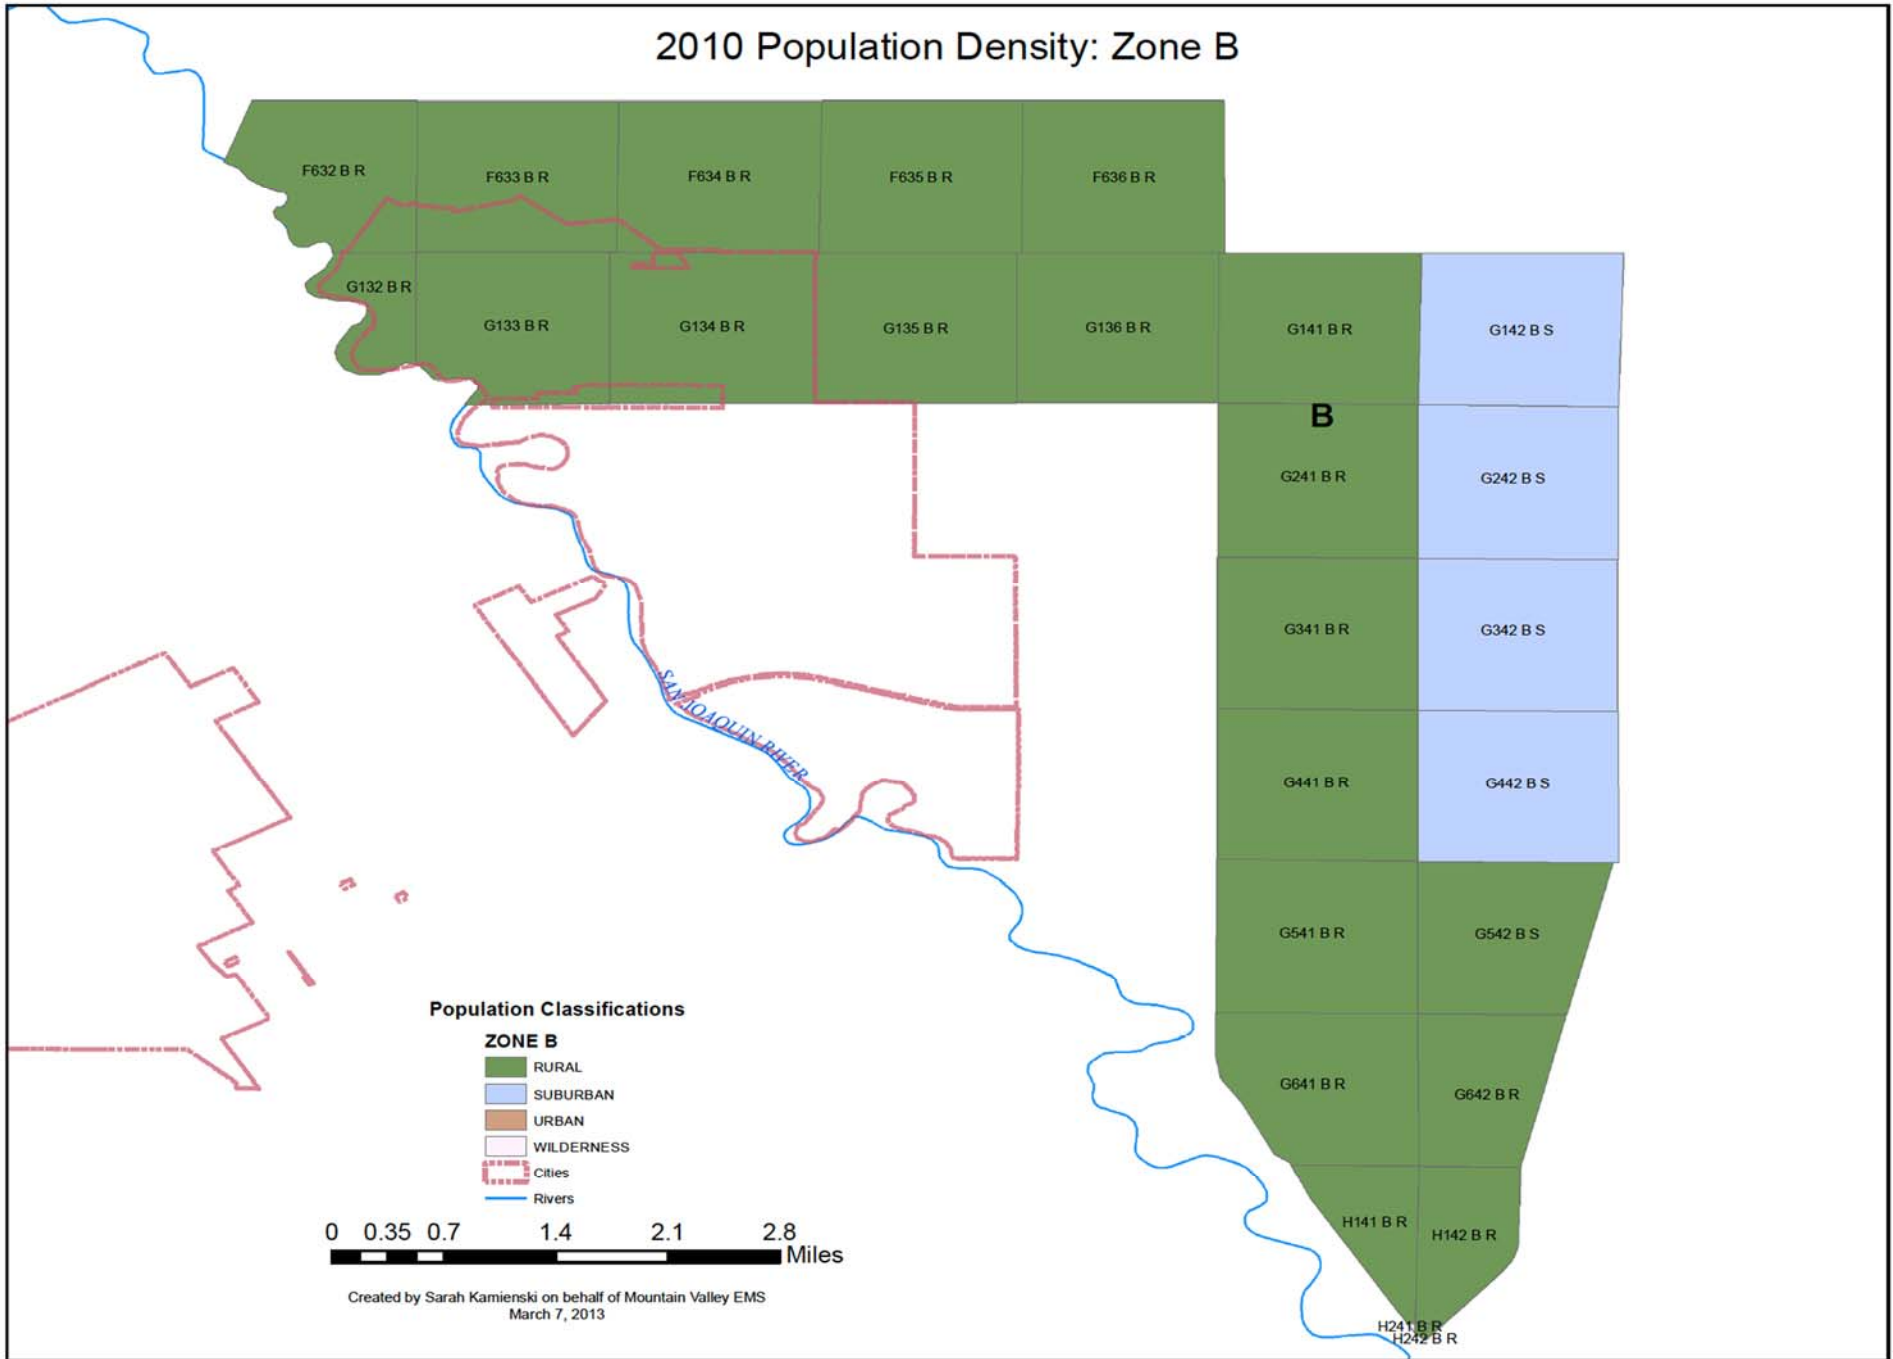 2010 Population Density: Zone B
F632 B R
F633 B R
F634 B R
F635 B R
F636 B R
G132 B R
G133 B R
G134 B R
G135 B R
G136 B R
G141 B R
G142 B S
B
G241 B R
G242 B S
G341 B R
G342 B S
SAN JOAQUIN RIVER
G441 B R
G442 B S
G541 B R
G542 B S
G641 B R
G642 B R
H141 B R
H142 B R
H241 B R
H242 B R
Population Classifications
ZONE B
RURAL
SUBURBAN
URBAN
WILDERNESS
Cities
Rivers
0 0.35 0.7 1.4 2.1 2.8
Miles
Created by Sarah Kamienski on behalf of Mountain Valley EMS
March 7, 2013